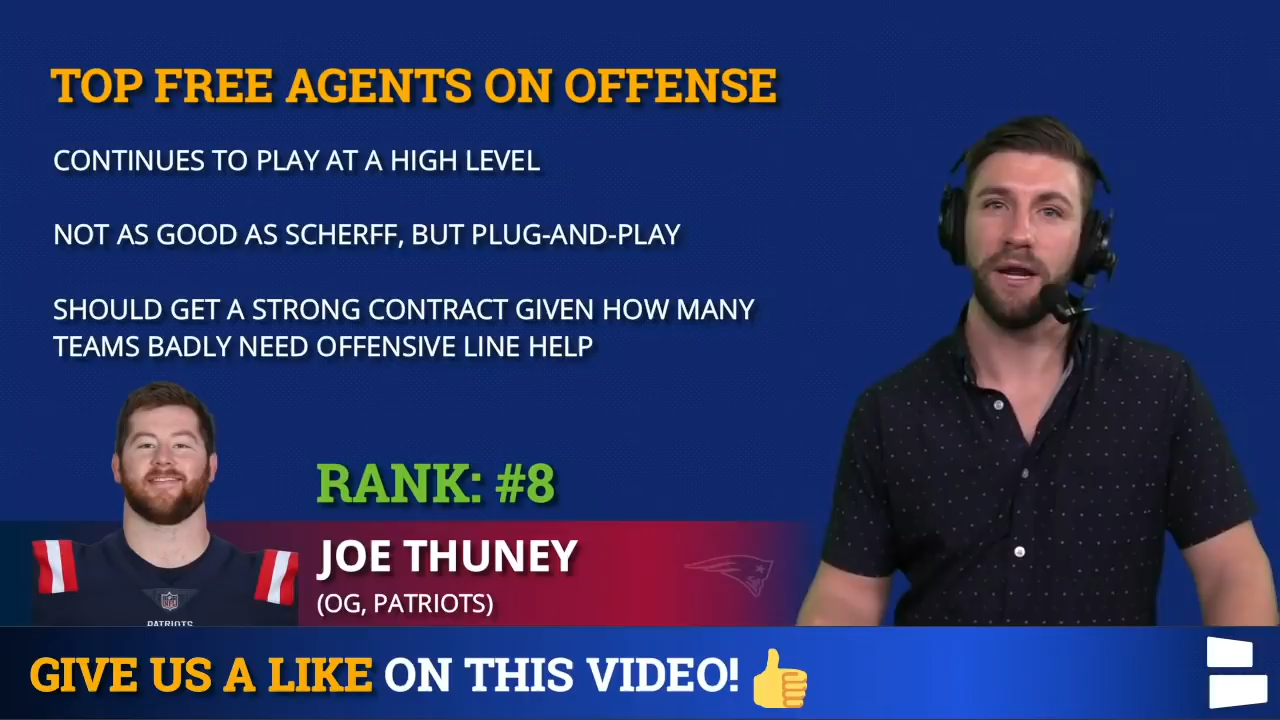 TOP FREE AGENTS ON OFFENSE
CONTINUES TO PLAY AT A HIGH LEVEL
NOT AS GOOD AS SCHERFF, BUT PLUG-AND-PLAY
SHOULD GET A STRONG CONTRACT GIVEN HOW MANY
TEAMS BADLY NEED OFFENSIVE LINE HELP
RANK: #8
JOE THUNEY
(OG, PATRIOTS)
NFL
PATRIOTS
GIVE US A LIKE ON THIS VIDEO!